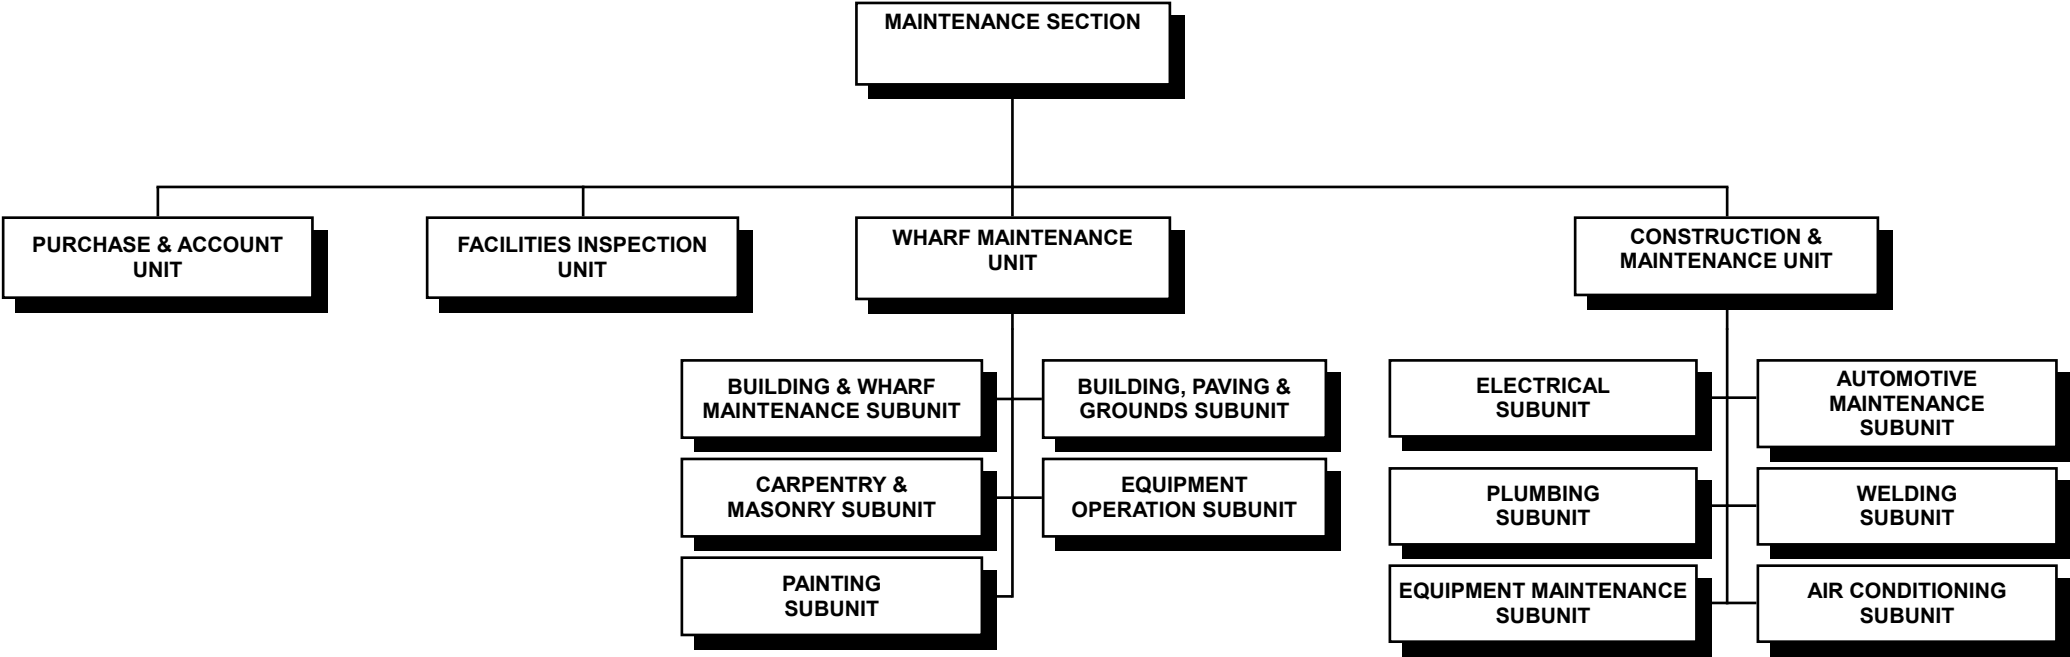 MAINTENANCE SECTION
PURCHASE & ACCOUNT
UNIT
FACILITIES INSPECTION
UNIT
WHARF MAINTENANCE
UNIT
CONSTRUCTION &
MAINTENANCE UNIT
BUILDING & WHARF
MAINTENANCE SUBUNIT
BUILDING, PAVING &
GROUNDS SUBUNIT
CARPENTRY &
MASONRY SUBUNIT
EQUIPMENT
OPERATION SUBUNIT
PAINTING
SUBUNIT
ELECTRICAL
SUBUNIT
AUTOMOTIVE
MAINTENANCE
SUBUNIT
PLUMBING
SUBUNIT
WELDING
SUBUNIT
EQUIPMENT MAINTENANCE
SUBUNIT
AIR CONDITIONING
SUBUNIT